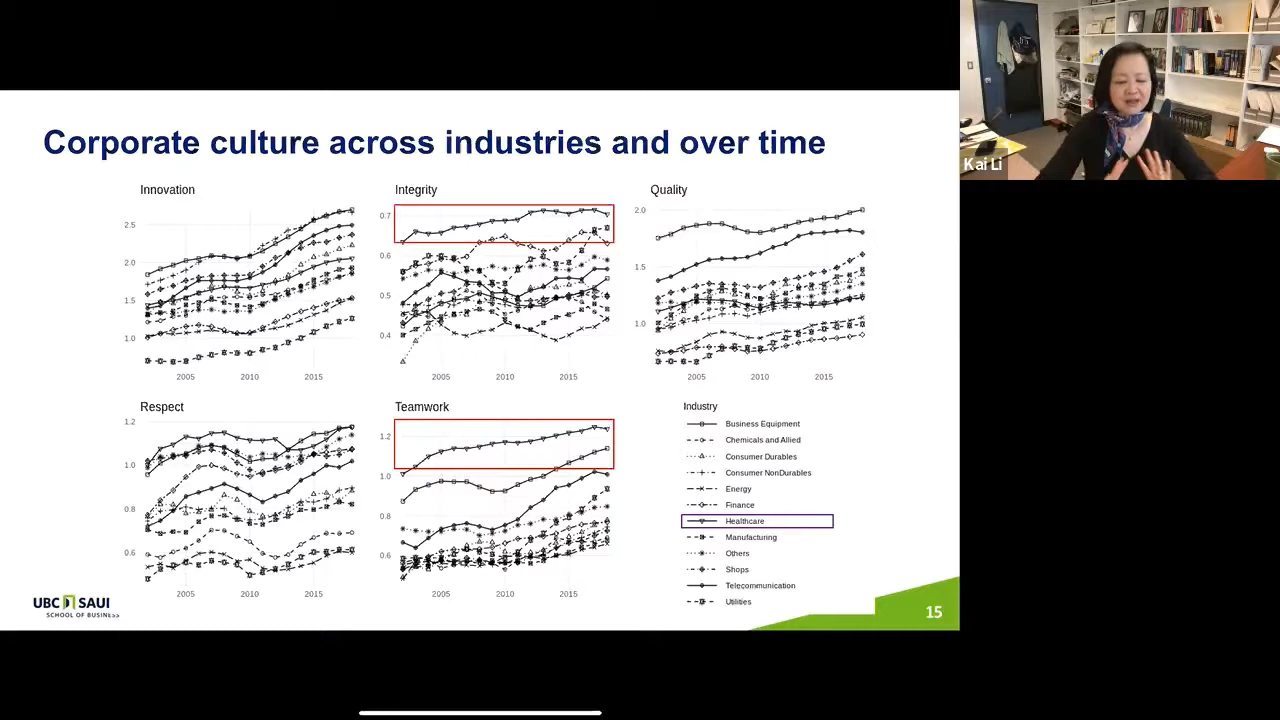 Kai Li
Corporate culture across industries and over time
Innovation
2.5
2.0
1.5
1.0
2005 2010 2015
Integrity
0.7
0.6
0.5
0.4
2005 2010 2015
Quality
2.0
1.5
1.0
2005 2010 2015
Respect
1.2
1.0
0.8
0.6
2005 2010 2015
Teamwork
1.2
1.0
0.8
0.6
2005 2010 2015
Industry
Business Equipment
Chemicals and Allied
Consumer Durables
Consumer NonDurables
Energy
Finance
Healthcare
Manufacturing
Others
Shops
Telecommunication
Utilities
UBC SAUI
SCHOOL OF BUSINESS
15